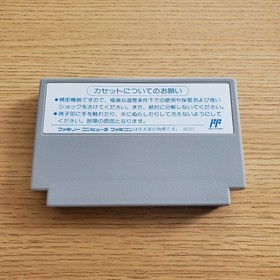 カセットについてのお願い
●精密機器ですので、極端な温度条件下での使用や保管および強い
ショックをさけてください。また、絶対に分解しないでください。
●端子部に手を触れたり、水にぬらしたりして汚さないようにして
ください。故障の原因となります。
ファミリー コンピュータ ファミコンは任天堂の商標です。